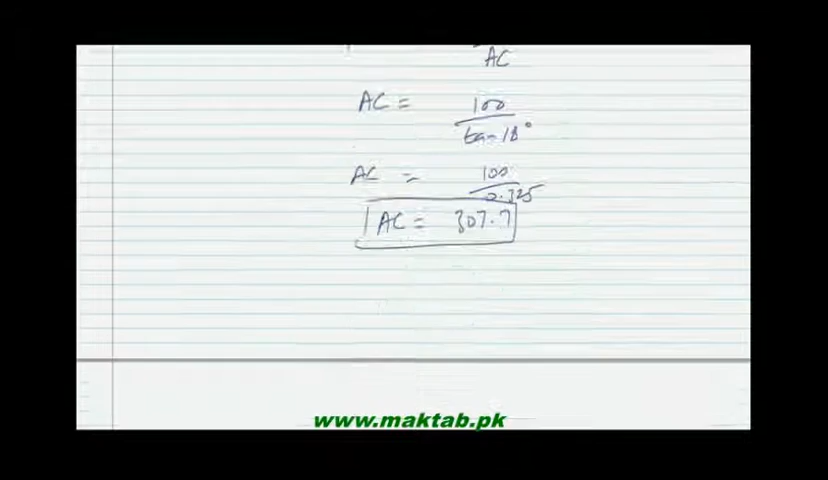 AC
AC = 100
tan 18°
AC = 100
0.325
AC = 307.7
www.maktab.pk